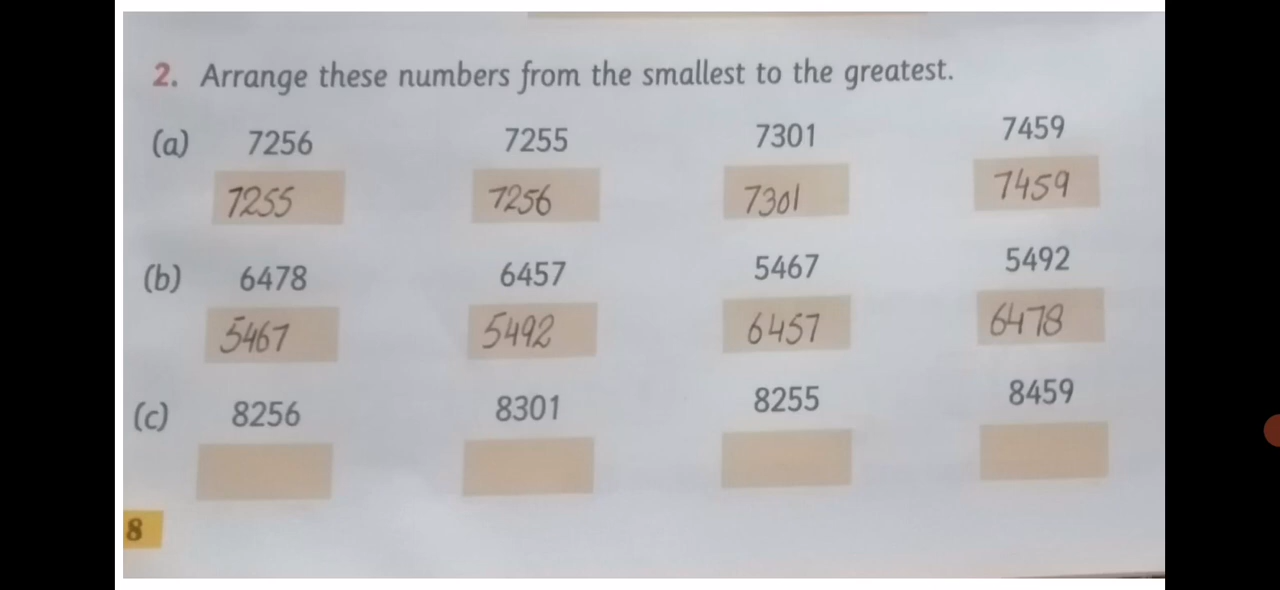 2. Arrange these numbers from the smallest to the greatest.
(a) 7256 7255 7301 7459
7255 7256 7301 7459
(b) 6478 6457 5467 5492
5467 5492 6457 6478
(c) 8256 8301 8255 8459
8